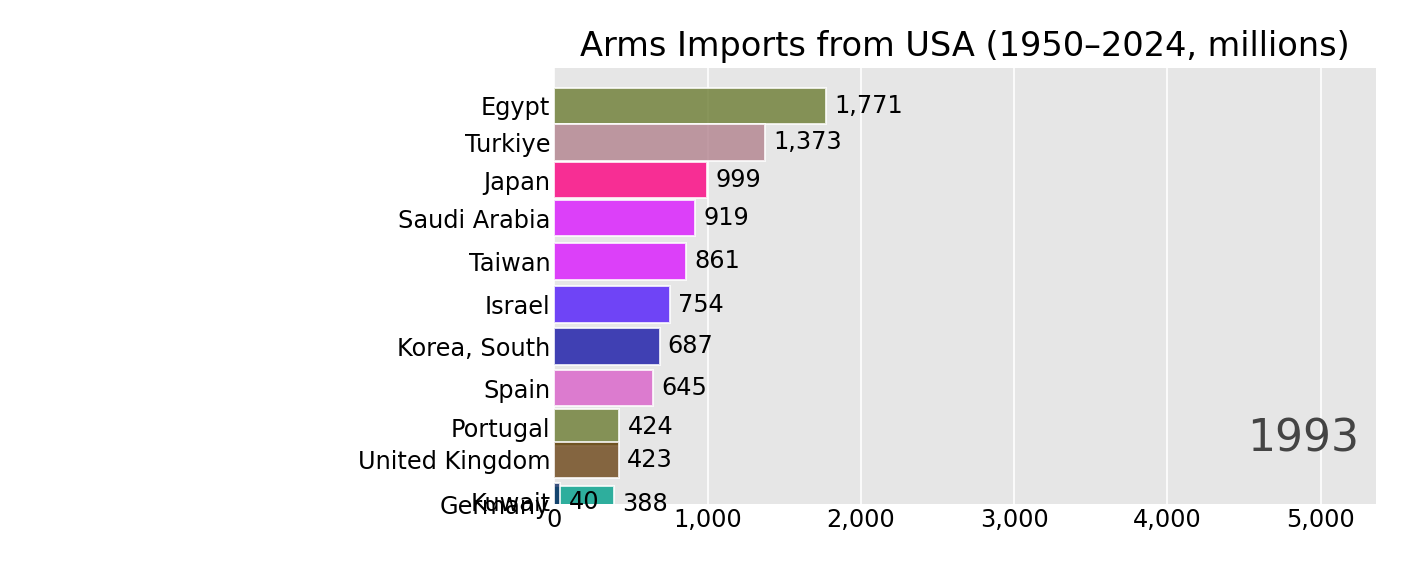 Arms Imports from USA (1950–2024, millions)
Egypt 1,771
Turkiye 1,373
Japan 999
Saudi Arabia 919
Taiwan 861
Israel 754
Korea, South 687
Spain 645
Portugal 424
1993
United Kingdom 423
Kuwait 40
Germany 388
0 1,000 2,000 3,000 4,000 5,000